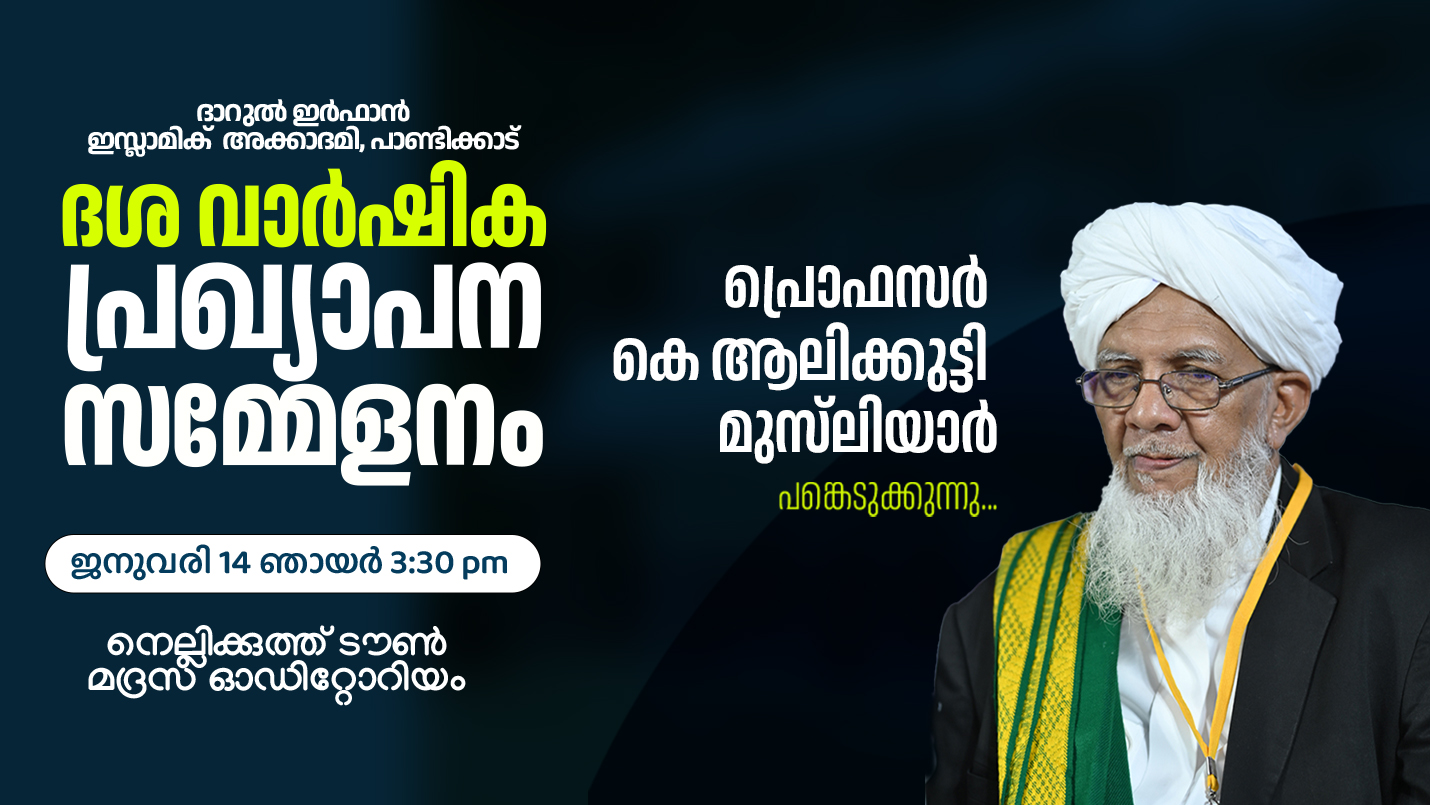 ദാറുൽ ഇർഫാൻ
ഇസ്ലാമിക് അക്കാദമി, പാണ്ടിക്കാട്
ദശ വാർഷിക
പ്രഖ്യാപന
സമ്മേളനം
ജനുവരി 14 ഞായർ 3:30 pm
നെല്ലിക്കുത്ത് ടൗൺ
മദ്രസ ഓഡിറ്റോറിയം
പ്രൊഫസർ
കെ ആലിക്കുട്ടി
മുസ്‌ലിയാർ
പങ്കെടുക്കുന്നു...